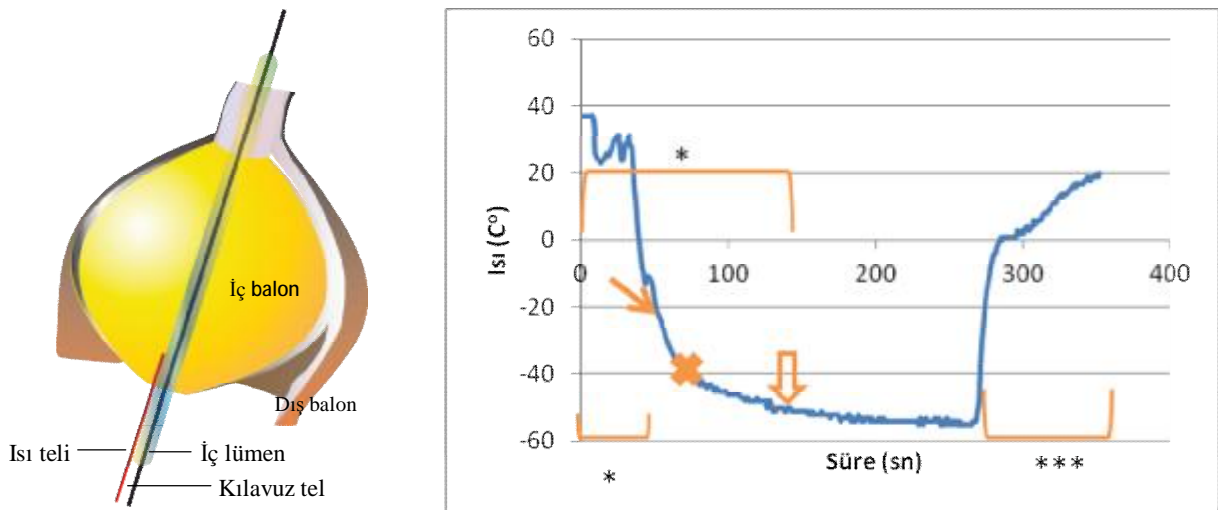 İç balon
Dış balon
Isı teli
İç lümen
Kılavuz tel
60
40
20
0
-20
-40
-60
Isı (C⁰)
0
100
200
300
400
Süre (sn)
*
*
***